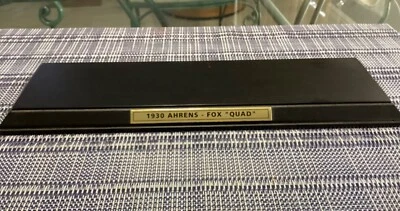 1930 AHRENS - FOX "QUAD"